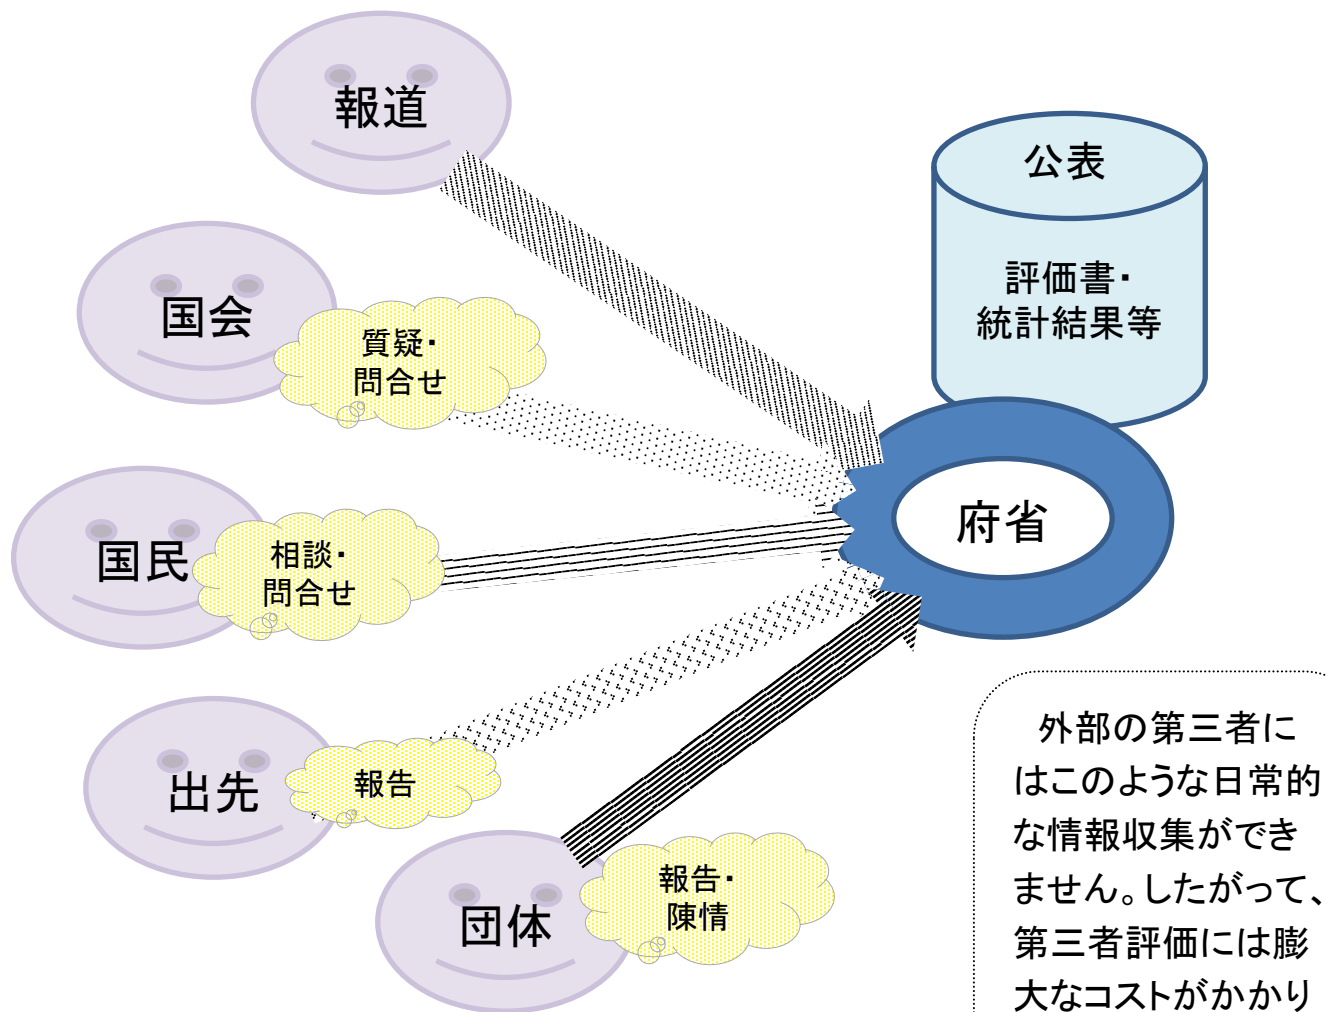 報道
公表
評価書・
統計結果等
国会
質疑・
問合せ
府省
国民
相談・
問合せ
出先
報告
団体
報告・
陳情
外部の第三者に
はこのような日常的
な情報収集ができ
ません。したがって、
第三者評価には膨
大なコストがかかり